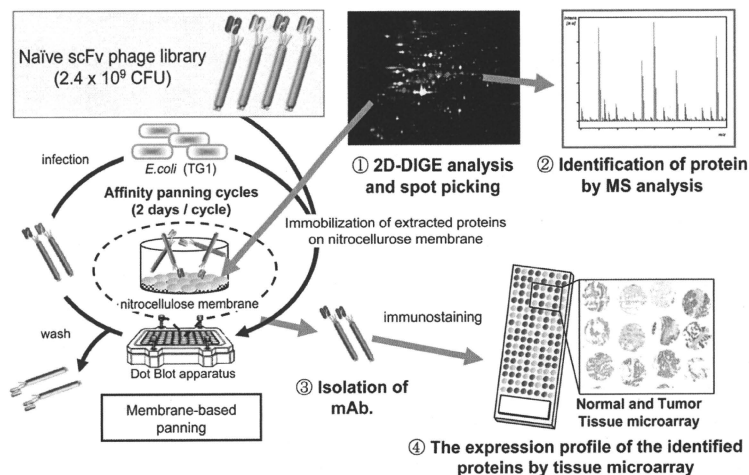 Naïve scFv phage library
(2.4 x 10⁹ CFU)
infection
E.coli (TG1)
Affinity panning cycles
(2 days / cycle)
nitrocellulose membrane
wash
Dot Blot apparatus
Membrane-based
panning
① 2D-DIGE analysis
and spot picking
② Identification of protein
by MS analysis
Immobilization of extracted proteins
on nitrocellurose membrane
immunostaining
③ Isolation of
mAb.
Normal and Tumor
Tissue microarray
④ The expression profile of the identified
proteins by tissue microarray